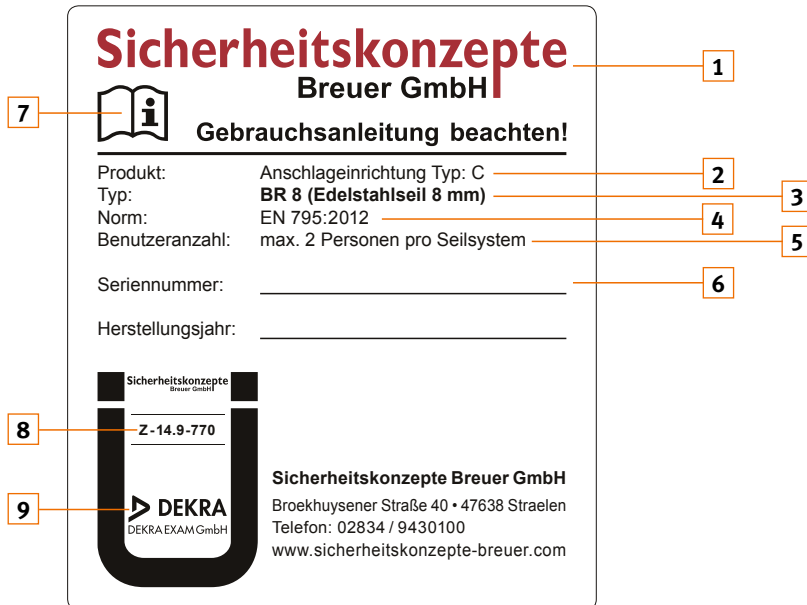 Sicherheitskonzepte
Breuer GmbH
1
7
Gebrauchsanleitung beachten!
Produkt: Anschlageinrichtung Typ: C
2
Typ: BR 8 (Edelstahlseil 8 mm)
3
Norm: EN 795:2012
4
Benutzeranzahl: max. 2 Personen pro Seilsystem
5
Seriennummer:
6
Herstellungsjahr:
Sicherheitskonzepte
Breuer GmbH
8
Z-14.9-770
9
DEKRA
DEKRA EXAM GmbH
Sicherheitskonzepte Breuer GmbH
Broekhuysener Straße 40 • 47638 Straelen
Telefon: 02834 / 9430100
www.sicherheitskonzepte-breuer.com